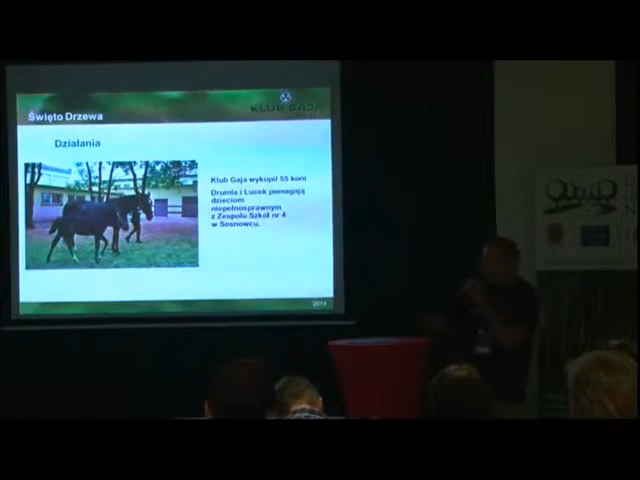 KLUB GAJA
Święto Drzewa
Działania
Klub Gaja wykupił 55 koni
Drumla i Lucek pomagają
dzieciom
niepełnosprawnym
z Zespołu Szkół nr 4
w Sosnowcu.
2014